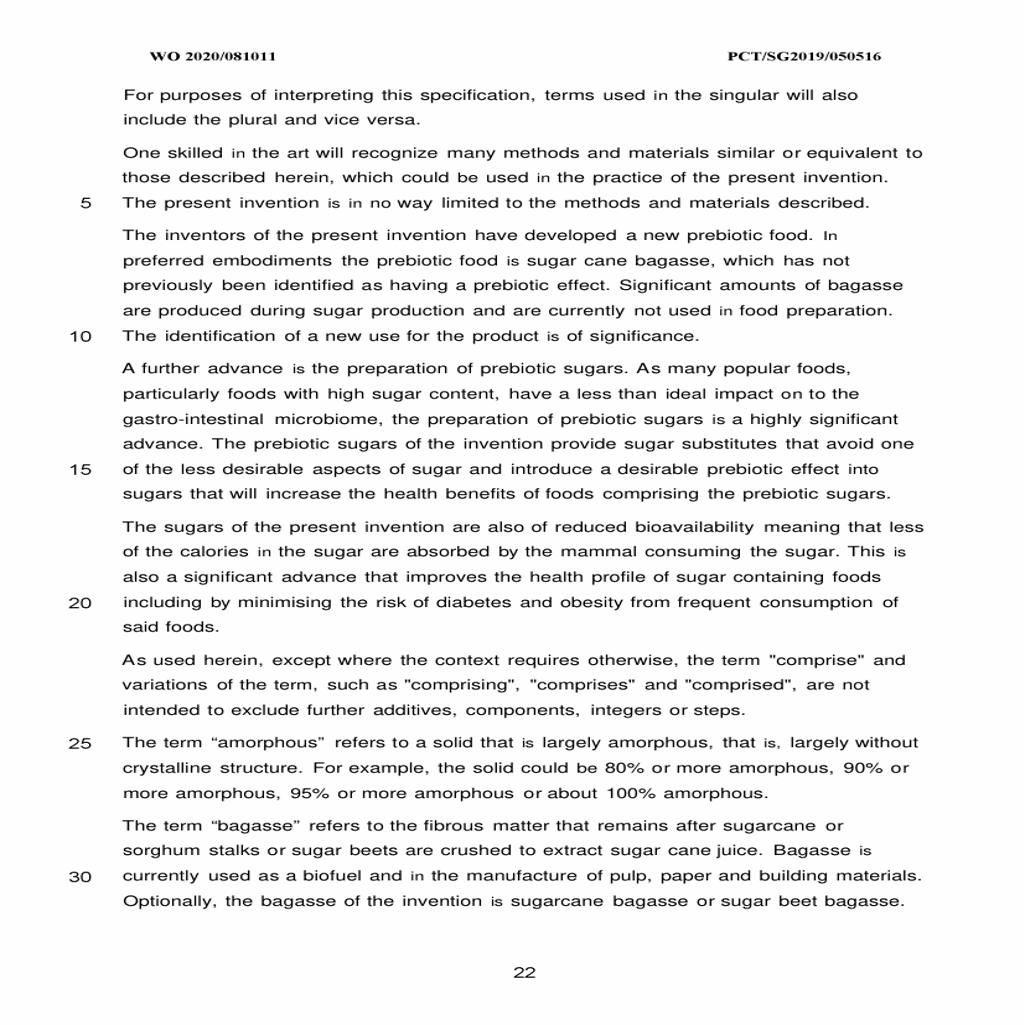 WO 2020/081011 PCT/SG2019/050516
For purposes of interpreting this specification, terms used in the singular will also
include the plural and vice versa.
One skilled in the art will recognize many methods and materials similar or equivalent to
those described herein, which could be used in the practice of the present invention.
5 The present invention is in no way limited to the methods and materials described.
The inventors of the present invention have developed a new prebiotic food. In
preferred embodiments the prebiotic food is sugar cane bagasse, which has not
previously been identified as having a prebiotic effect. Significant amounts of bagasse
are produced during sugar production and are currently not used in food preparation.
10 The identification of a new use for the product is of significance.
A further advance is the preparation of prebiotic sugars. As many popular foods,
particularly foods with high sugar content, have a less than ideal impact on to the
gastro-intestinal microbiome, the preparation of prebiotic sugars is a highly significant
advance. The prebiotic sugars of the invention provide sugar substitutes that avoid one
15 of the less desirable aspects of sugar and introduce a desirable prebiotic effect into
sugars that will increase the health benefits of foods comprising the prebiotic sugars.
The sugars of the present invention are also of reduced bioavailability meaning that less
of the calories in the sugar are absorbed by the mammal consuming the sugar. This is
also a significant advance that improves the health profile of sugar containing foods
20 including by minimising the risk of diabetes and obesity from frequent consumption of
said foods.
As used herein, except where the context requires otherwise, the term "comprise" and
variations of the term, such as "comprising", "comprises" and "comprised", are not
intended to exclude further additives, components, integers or steps.
25 The term “amorphous” refers to a solid that is largely amorphous, that is, largely without
crystalline structure. For example, the solid could be 80% or more amorphous, 90% or
more amorphous, 95% or more amorphous or about 100% amorphous.
The term “bagasse” refers to the fibrous matter that remains after sugarcane or
sorghum stalks or sugar beets are crushed to extract sugar cane juice. Bagasse is
30 currently used as a biofuel and in the manufacture of pulp, paper and building materials.
Optionally, the bagasse of the invention is sugarcane bagasse or sugar beet bagasse.
22